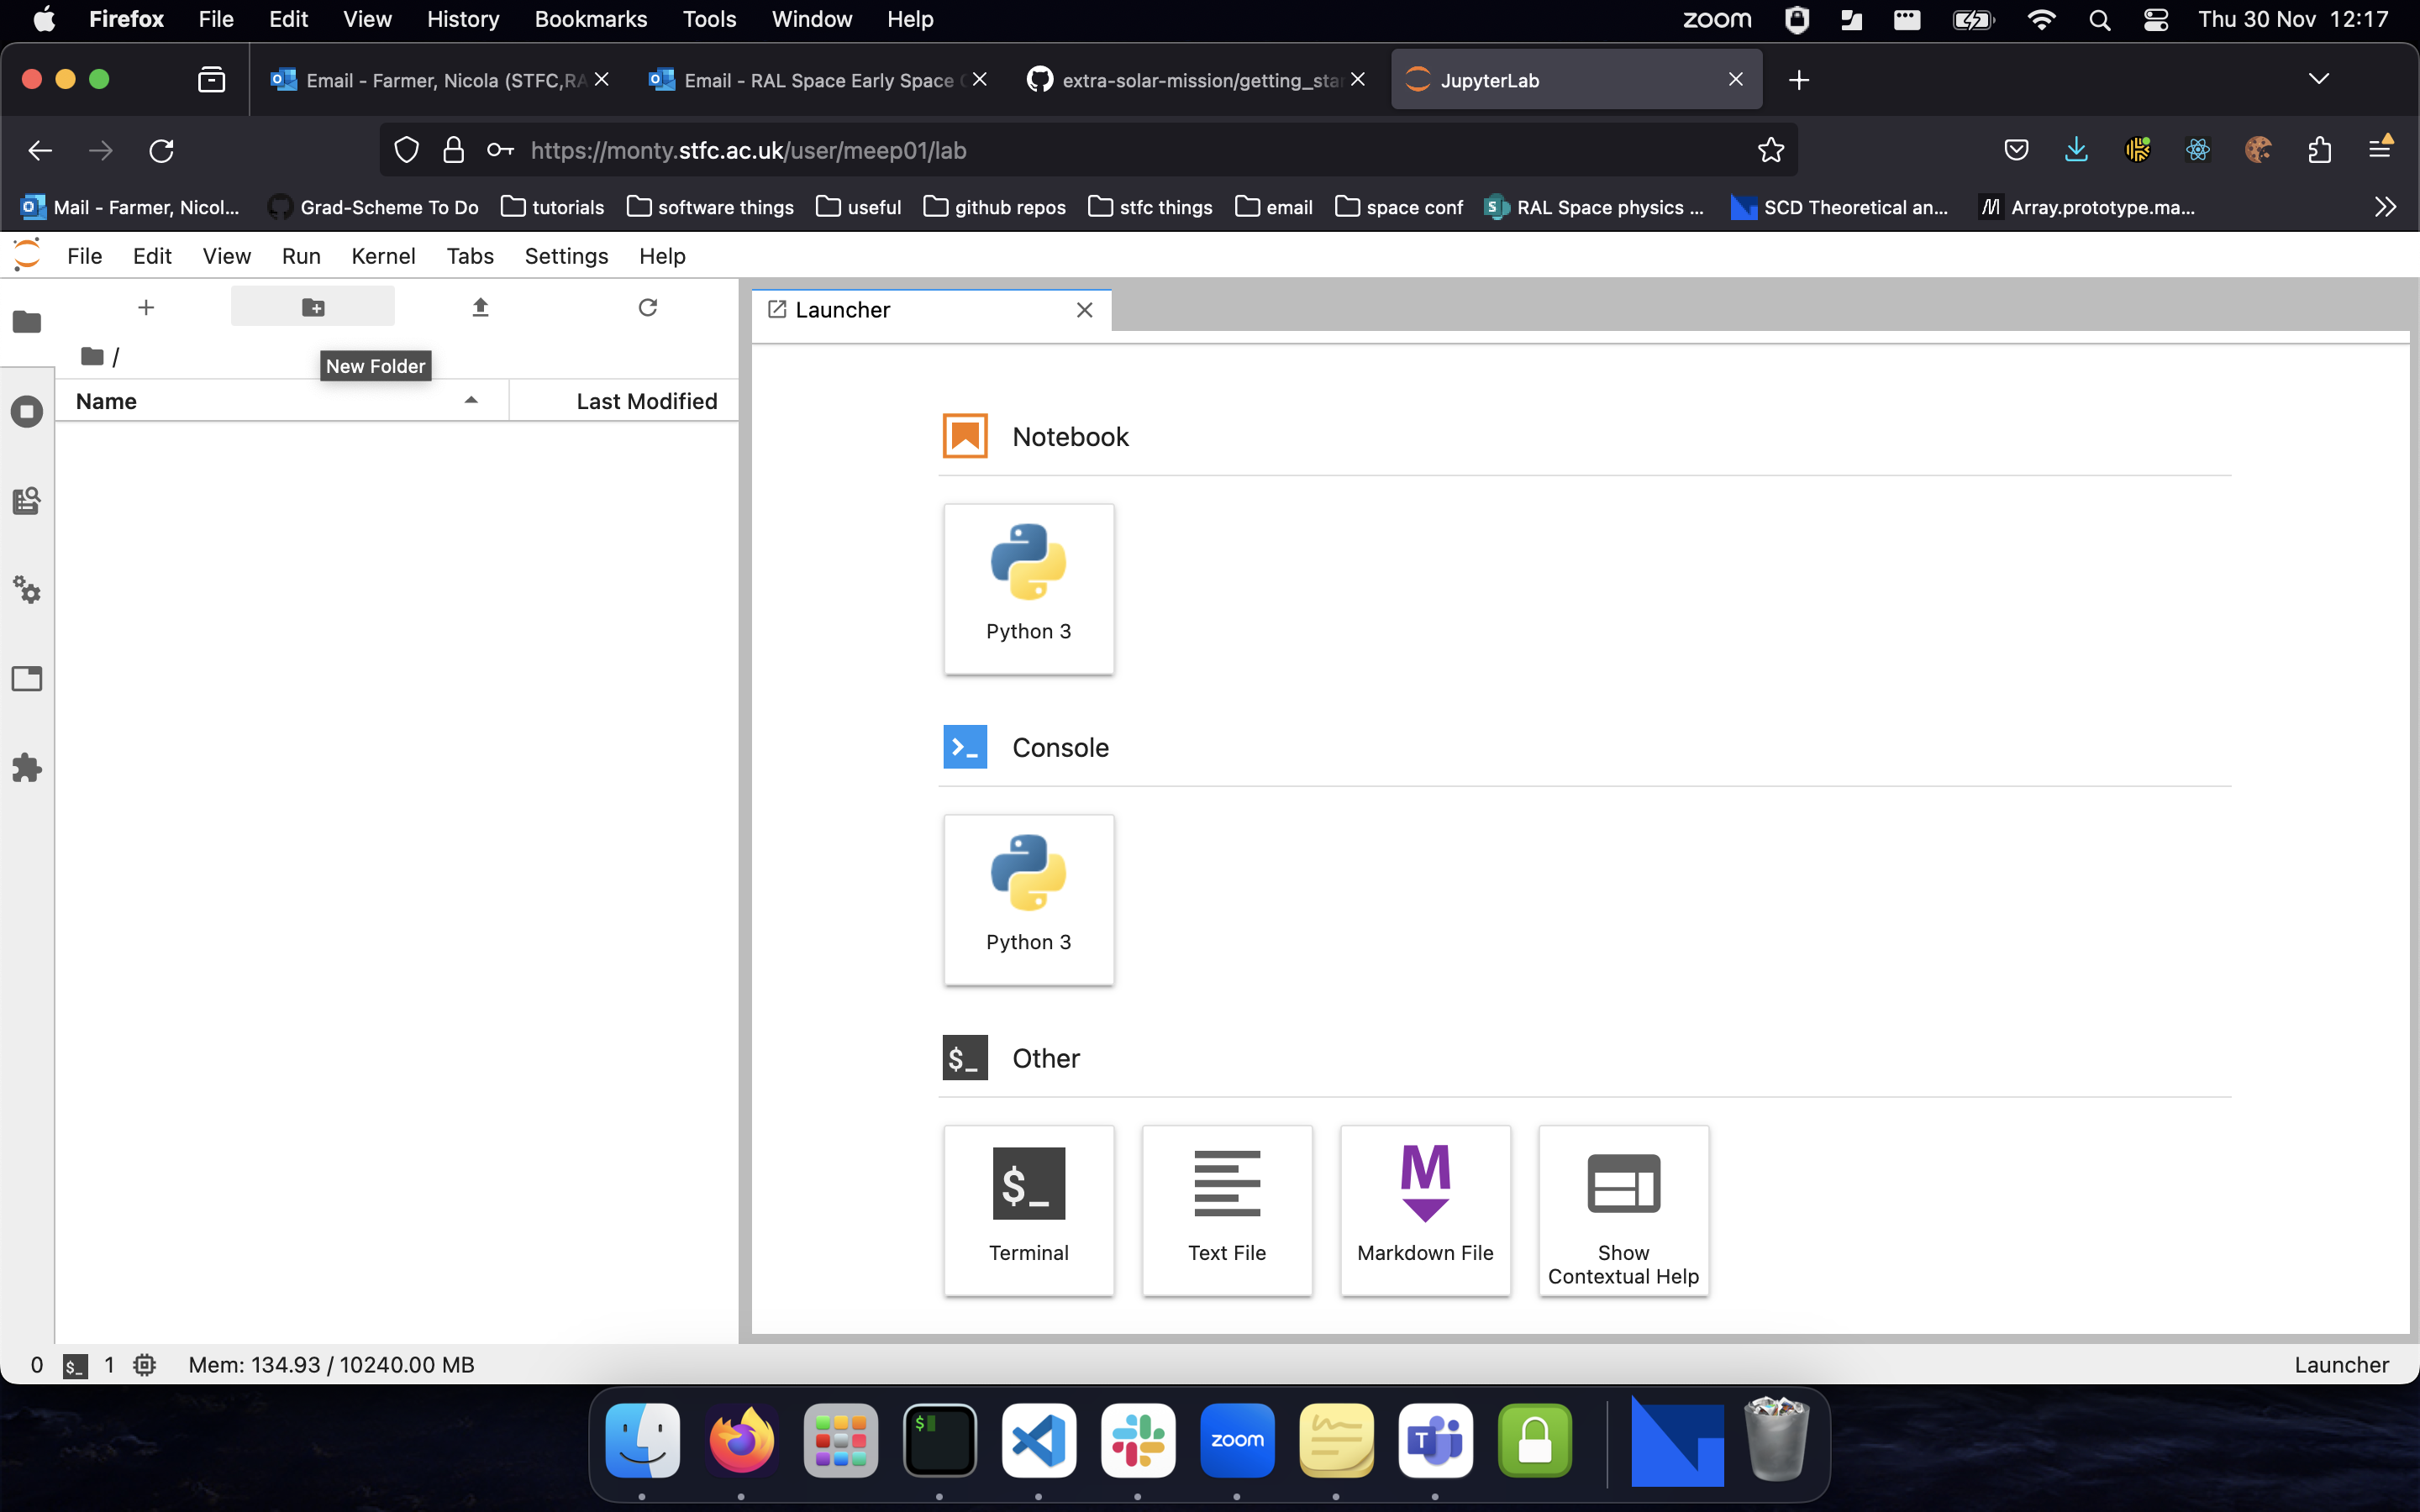 Firefox File Edit View History Bookmarks Tools Window Help zoom Thu 30 Nov 12:17
Email - Farmer, Nicola (STFC,RA Email - RAL Space Early Space extra-solar-mission/getting_star JupyterLab
https://monty.stfc.ac.uk/user/meep01/lab
Mail - Farmer, Nicol... Grad-Scheme To Do tutorials software things useful github repos stfc things email space conf S RAL Space physics ... SCD Theoretical an... Array.prototype.ma...
File Edit View Run Kernel Tabs Settings Help
Launcher
/
New Folder
Name Last Modified
Notebook
Python 3
Console
>_
Python 3
$_ Other
$_
M
Terminal Text File Markdown File Show
Contextual Help
0 $_ 1 Mem: 134.93 / 10240.00 MB Launcher
$ zoom T